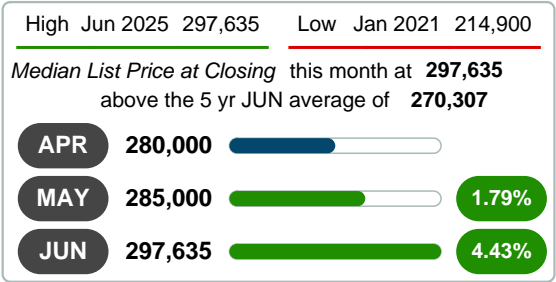 High Jun 2025 297,635 Low Jan 2021 214,900
Median List Price at Closing this month at 297,635
above the 5 yr JUN average of 270,307
APR 280,000
MAY 285,000 1.79%
JUN 297,635 4.43%